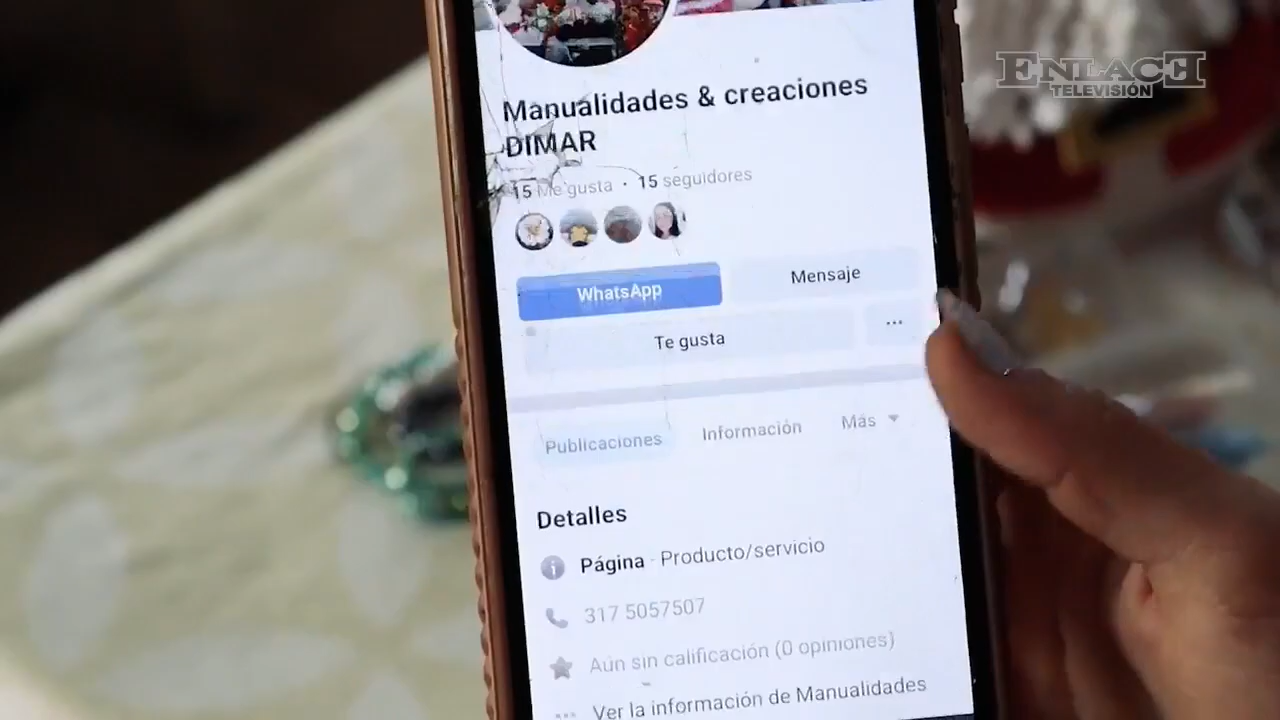 ENLACE
TELEVISIÓN
Manualidades & creaciones
DIMAR
15 Me gusta · 15 seguidores
WhatsApp
Mensaje
Te gusta
...
Publicaciones
Información
Más
Detalles
Página · Producto/servicio
317 5057507
Aún sin calificación (0 opiniones)
... Ver la información de Manualidades